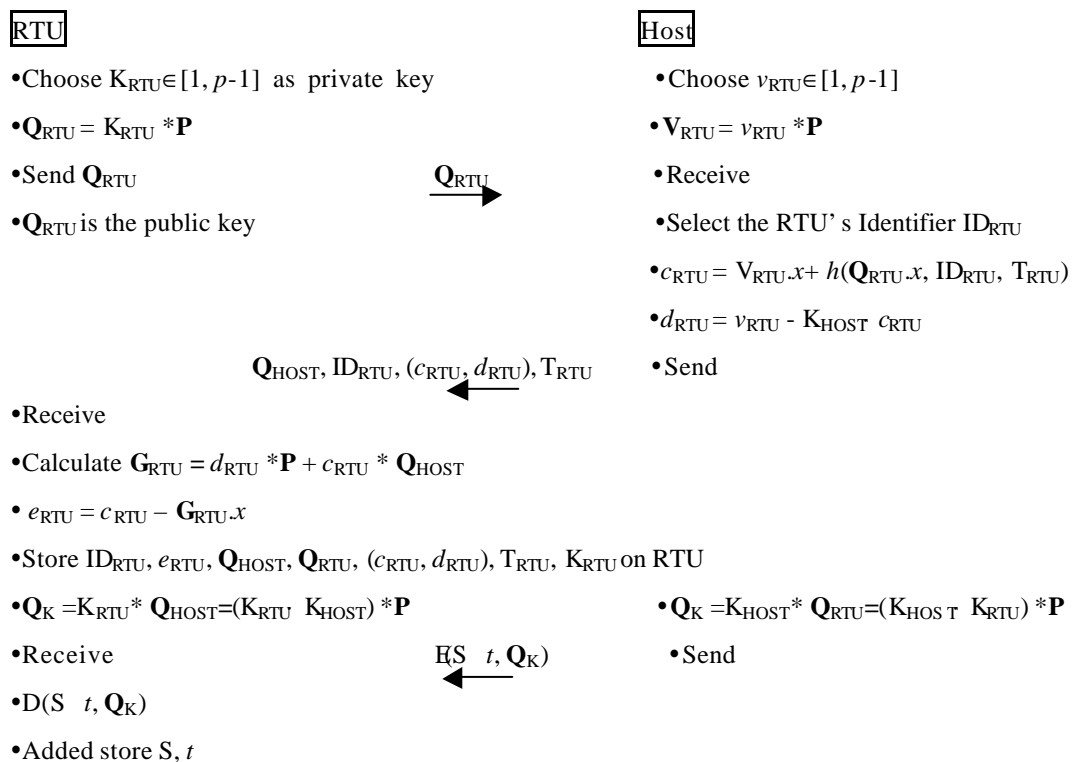 RTU Host
•Choose K_RTU∈[1, p-1] as private key •Choose v_RTU∈[1, p-1]
•Q_RTU = K_RTU *P •V_RTU = v_RTU *P
•Send Q_RTU Q_RTU •Receive
•Q_RTU is the public key •Select the RTU's Identifier ID_RTU
•c_RTU = V_RTU.x+ h(Q_RTU.x, ID_RTU, T_RTU)
•d_RTU = v_RTU - K_HOST c_RTU
Q_HOST, ID_RTU, (c_RTU, d_RTU), T_RTU •Send
•Receive
•Calculate G_RTU = d_RTU *P + c_RTU * Q_HOST
• e_RTU = c_RTU – G_RTU.x
•Store ID_RTU, e_RTU, Q_HOST, Q_RTU, (c_RTU, d_RTU), T_RTU, K_RTU on RTU
•Q_K =K_RTU* Q_HOST=(K_RTU K_HOST) *P •Q_K =K_HOST* Q_RTU=(K_HOST K_RTU) *P
•Receive E(S t, Q_K) •Send
•D(S t, Q_K)
•Added store S, t